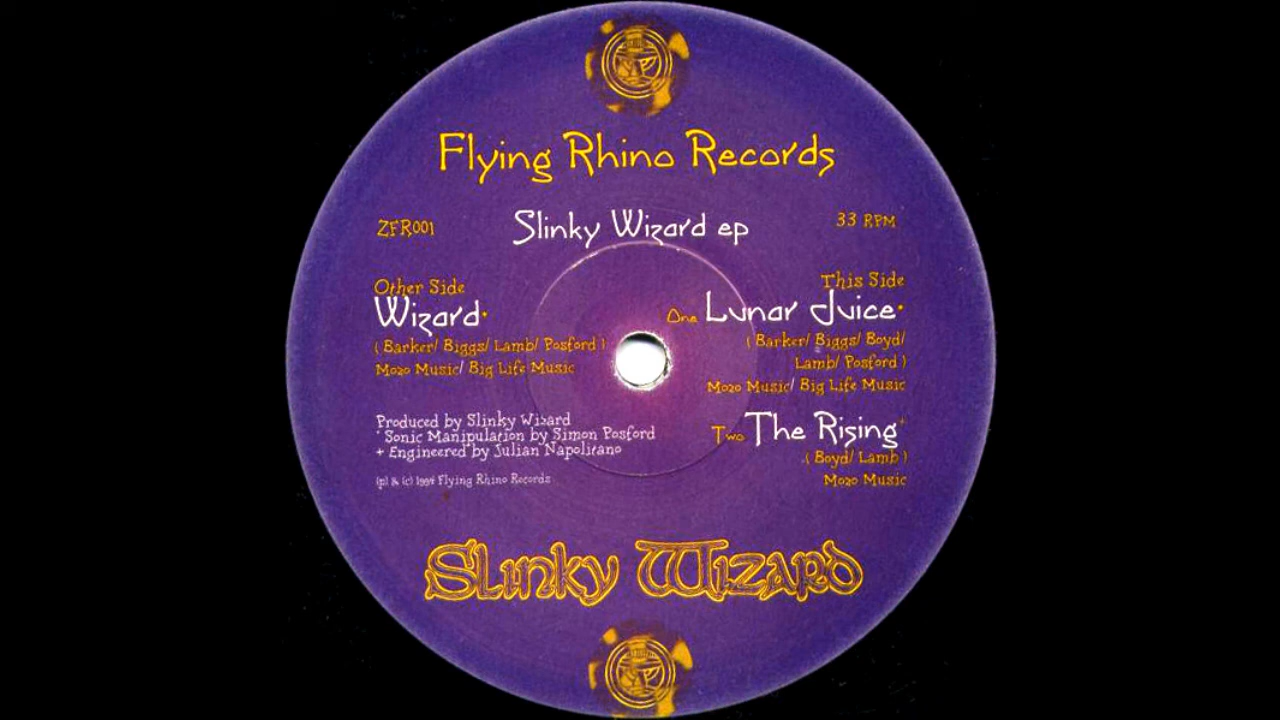 Flying Rhino Records
ZFR001
Slinky Wizard ep
33 RPM
Other Side
Wizard*
( Barker/ Biggs/ Lamb/ Posford )
Mozo Music/ Big Life Music
This Side
One Lunar Juice*
( Barker/ Biggs/ Boyd/
Lamb/ Posford )
Mozo Music/ Big Life Music
Two The Rising+
( Boyd/ Lamb )
Mozo Music
Produced by Slinky Wizard
* Sonic Manipulation by Simon Posford
+ Engineered by Julian Napolitano
(p) & (c) 1994 Flying Rhino Records
Slinky Wizard